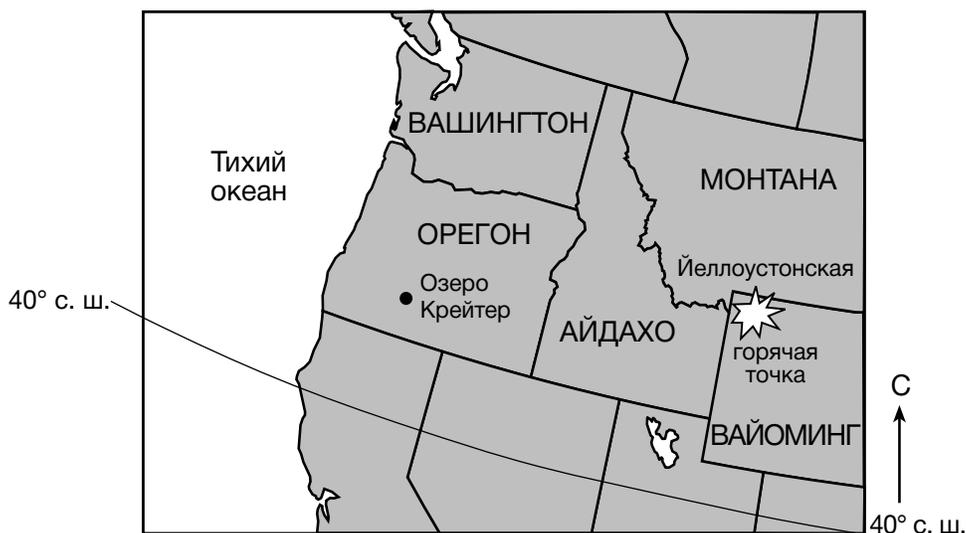 ВАШИНГТОН
Тихий
океан
МОНТАНА
ОРЕГОН
Йеллоустонская
Озеро
Крейтер
40° с. ш.
АЙДАХО
горячая
точка
С
ВАЙОМИНГ
40° с. ш.